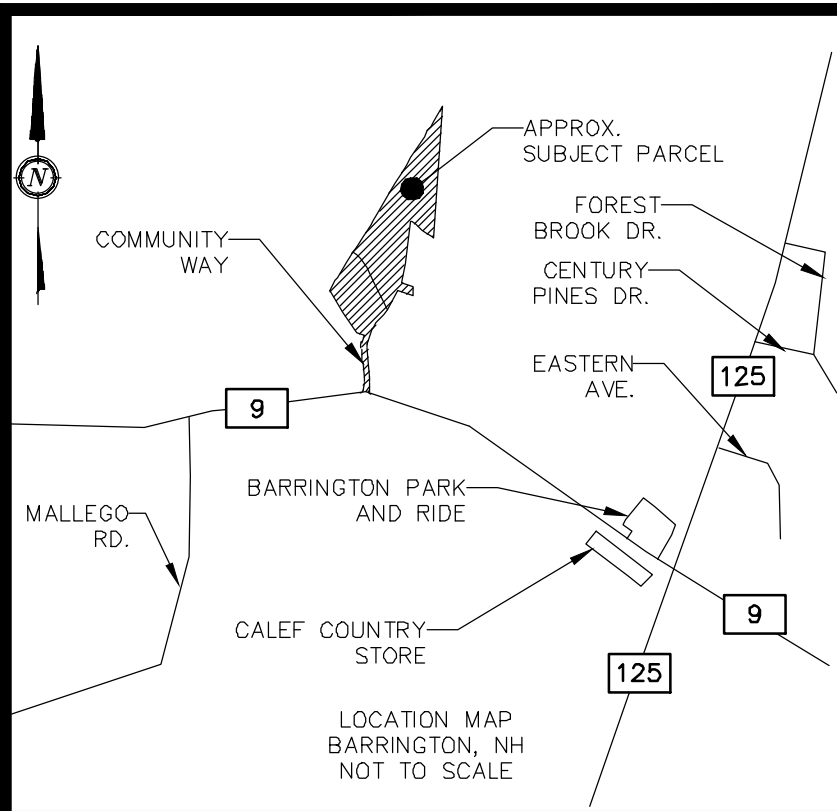 APPROX.
SUBJECT PARCEL
N
FOREST
BROOK DR.
COMMUNITY
WAY
CENTURY
PINES DR.
EASTERN
AVE.
125
9
BARRINGTON PARK
AND RIDE
MALLEGO
RD.
CALEF COUNTRY
STORE
9
125
LOCATION MAP
BARRINGTON, NH
NOT TO SCALE